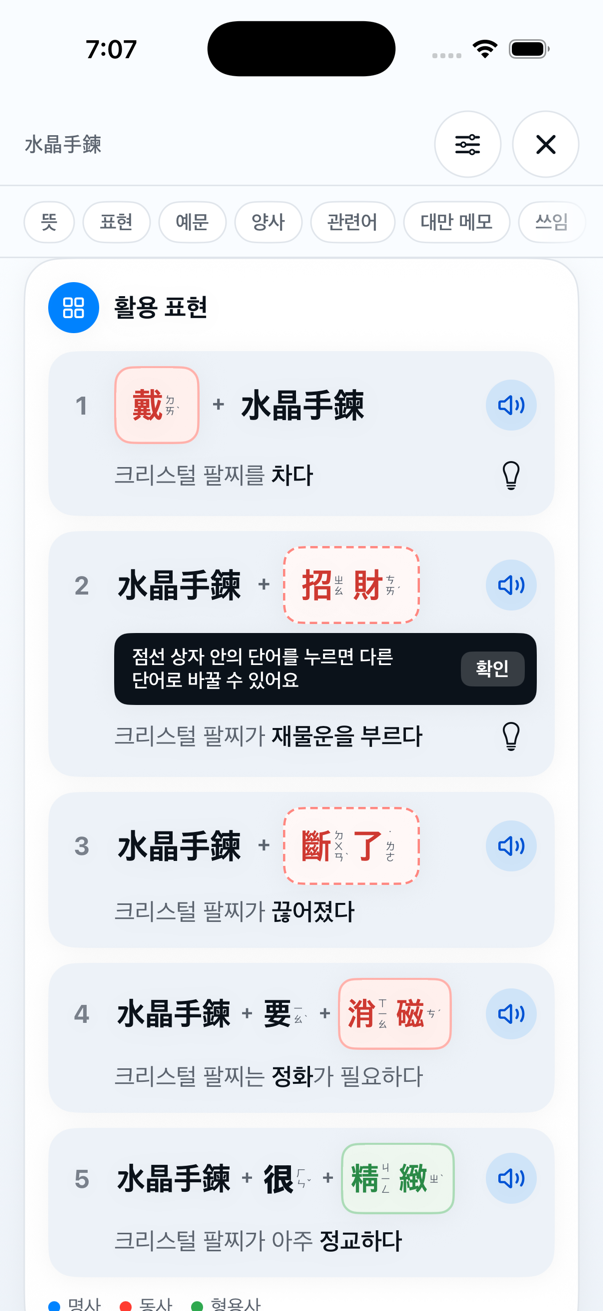 7:07
水晶手鍊
뜻 표현 예문 양사 관련어 대만 메모 쓰임
활용 표현
1 戴ㄉㄞˋ + 水晶手鍊
크리스털 팔찌를 차다
2 水晶手鍊 + 招ㄓㄠ 財ㄘㄞˊ
점선 상자 안의 단어를 누르면 다른
단어로 바꿀 수 있어요
확인
크리스털 팔찌가 재물운을 부르다
3 水晶手鍊 + 斷ㄉㄨㄢˋ 了˙ㄌㄜ
크리스털 팔찌가 끊어졌다
4 水晶手鍊 + 要ㄧㄠˋ + 消ㄒㄧㄠ 磁ㄘˊ
크리스털 팔찌는 정화가 필요하다
5 水晶手鍊 + 很ㄏㄣˇ + 精ㄐㄧㄥ 緻ㄓˋ
크리스털 팔찌가 아주 정교하다
명사 동사 형용사